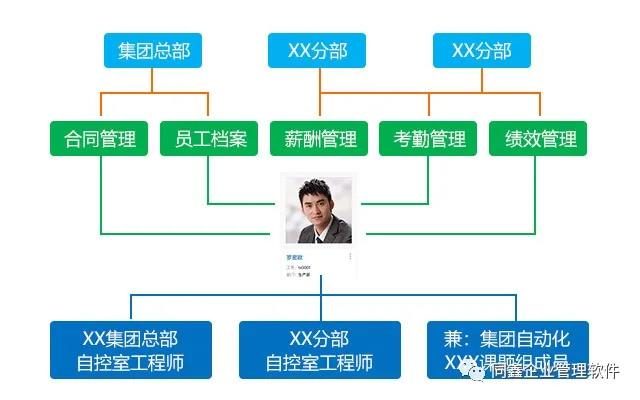 集团总部
XX分部
XX分部
合同管理
员工档案
薪酬管理
考勤管理
绩效管理
XX集团总部
自控室工程师
XX分部
自控室工程师
兼：集团自动化
XXX课题组成员
同鑫企业管理软件